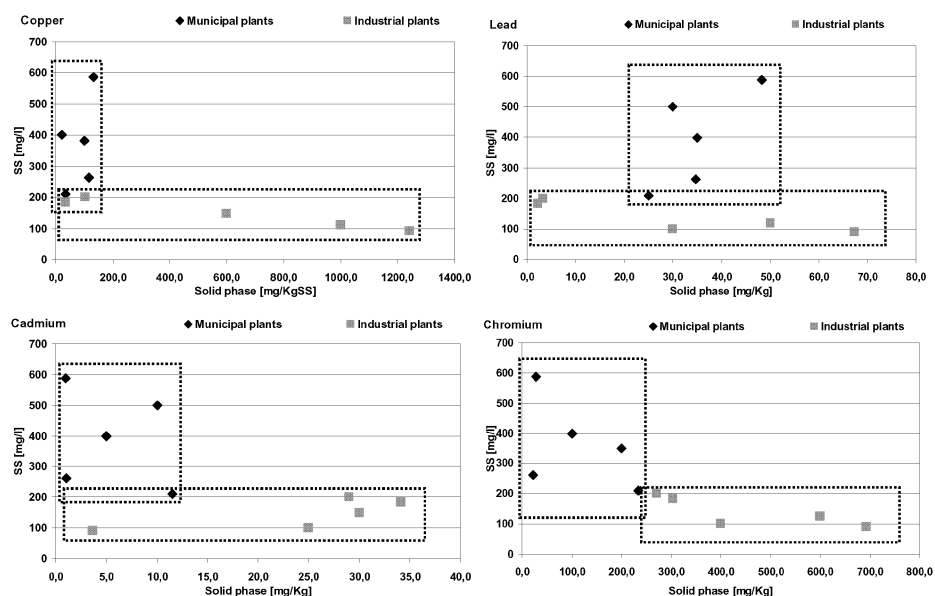 Copper
Municipal plants
Industrial plants
700
600
500
400
300
200
100
0
SS [mg/l]
0,0 200,0 400,0 600,0 800,0 1000,0 1200,0 1400,0
Solid phase [mg/KgSS]
Lead
Municipal plants
Industrial plants
700
600
500
400
300
200
100
0
SS [mg/l]
0,0 10,0 20,0 30,0 40,0 50,0 60,0 70,0 80,0
Solid phase [mg/Kg]
Cadmium
Municipal plants
Industrial plants
700
600
500
400
300
200
100
0
SS [mg/l]
0,0 5,0 10,0 15,0 20,0 25,0 30,0 35,0 40,0
Solid phase [mg/Kg]
Chromium
Municipal plants
Industrial plants
700
600
500
400
300
200
100
0
SS [mg/l]
0,0 100,0 200,0 300,0 400,0 500,0 600,0 700,0 800,0
Solid phase [mg/Kg]